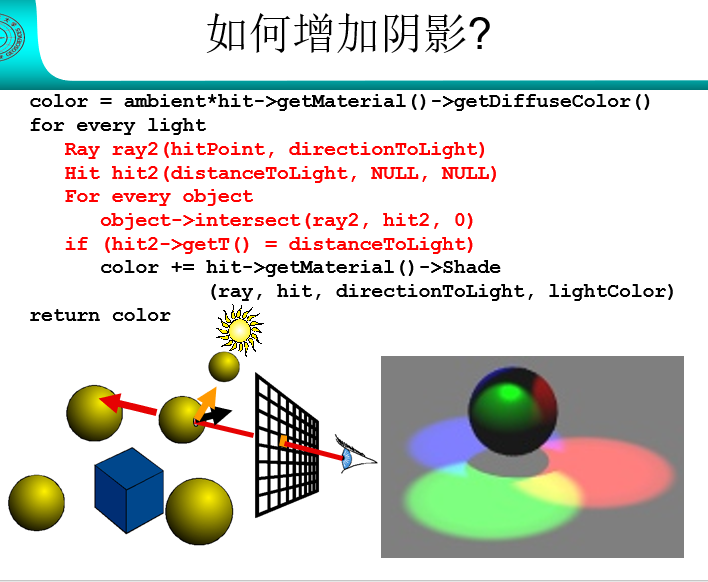 如何增加阴影?
color = ambient*hit->getMaterial()->getDiffuseColor()
for every light
Ray ray2(hitPoint, directionToLight)
Hit hit2(distanceToLight, NULL, NULL)
For every object
object->intersect(ray2, hit2, 0)
if (hit2->getT() = distanceToLight)
color += hit->getMaterial()->Shade
(ray, hit, directionToLight, lightColor)
return color